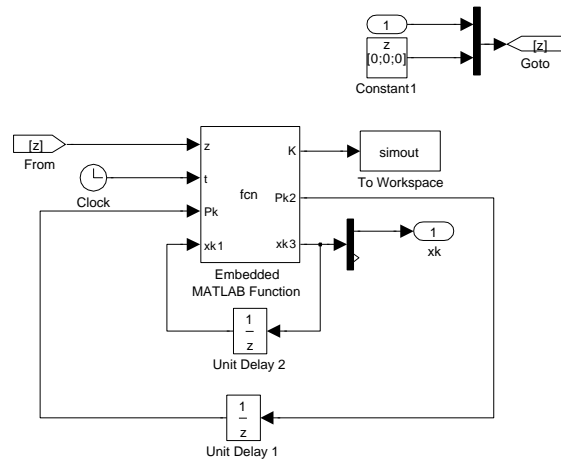 1
z
[0;0;0]
Constant1
[z]
Goto
[z]
From
Clock
z
t
Pk
xk1
fcn
K
Pk2
xk3
Embedded
MATLAB Function
simout
To Workspace
1
xk
1
z
Unit Delay 2
1
z
Unit Delay 1